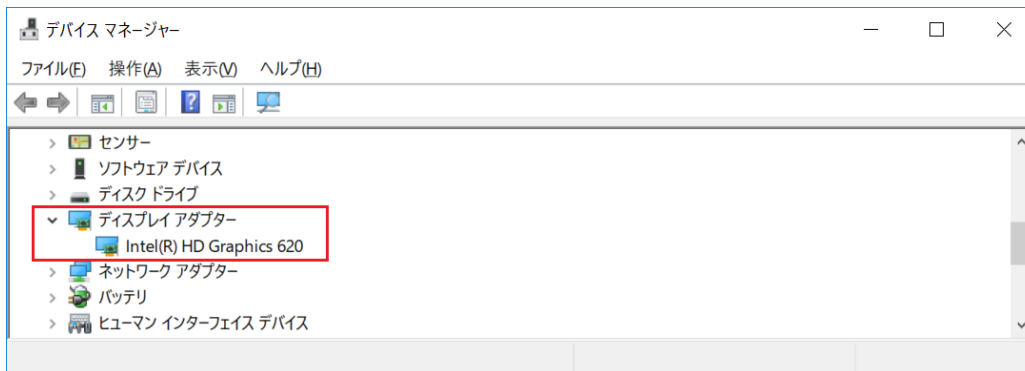 デバイス マネージャー
ファイル(F) 操作(A) 表示(V) ヘルプ(H)
センサー
ソフトウェア デバイス
ディスク ドライブ
ディスプレイ アダプター
Intel(R) HD Graphics 620
ネットワーク アダプター
バッテリ
ヒューマン インターフェイス デバイス